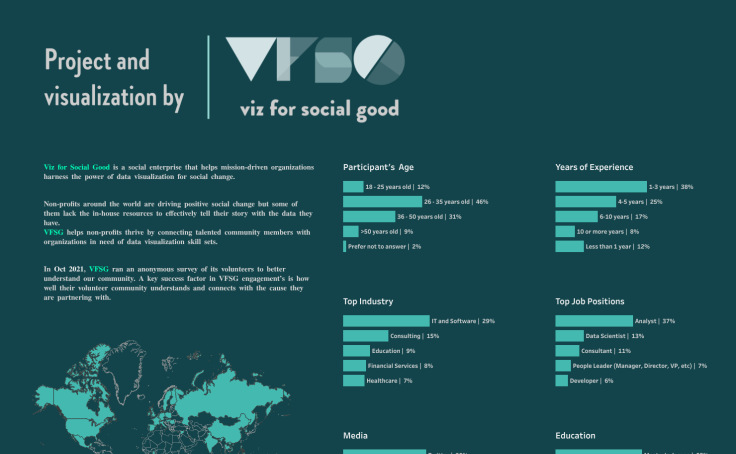 Project and
visualization by
VFSG
viz for social good
Viz for Social Good is a social enterprise that helps mission-driven organizations
harness the power of data visualization for social change.
Non-profits around the world are driving positive social change but some of
them lack the in-house resources to effectively tell their story with the data they
have.
VFSG helps non-profits thrive by connecting talented community members with
organizations in need of data visualization skill sets.
In Oct 2021, VFSG ran an anonymous survey of its volunteers to better
understand our community. A key success factor in VFSG engagement's is how
well their volunteer community understands and connects with the cause they
are partnering with.
Participant's Age
18 - 25 years old | 12%
26 - 35 years old | 46%
36 - 50 years old | 31%
>50 years old | 9%
Prefer not to answer | 2%
Years of Experience
1-3 years | 38%
4-5 years | 25%
6-10 years | 17%
10 or more years | 8%
Less than 1 year | 12%
Top Industry
IT and Software | 29%
Consulting | 15%
Education | 9%
Financial Services | 8%
Healthcare | 7%
Top Job Positions
Analyst | 37%
Data Scientist | 13%
Consultant | 11%
People Leader (Manager, Director, VP, etc) | 7%
Developer | 6%
Media
Education